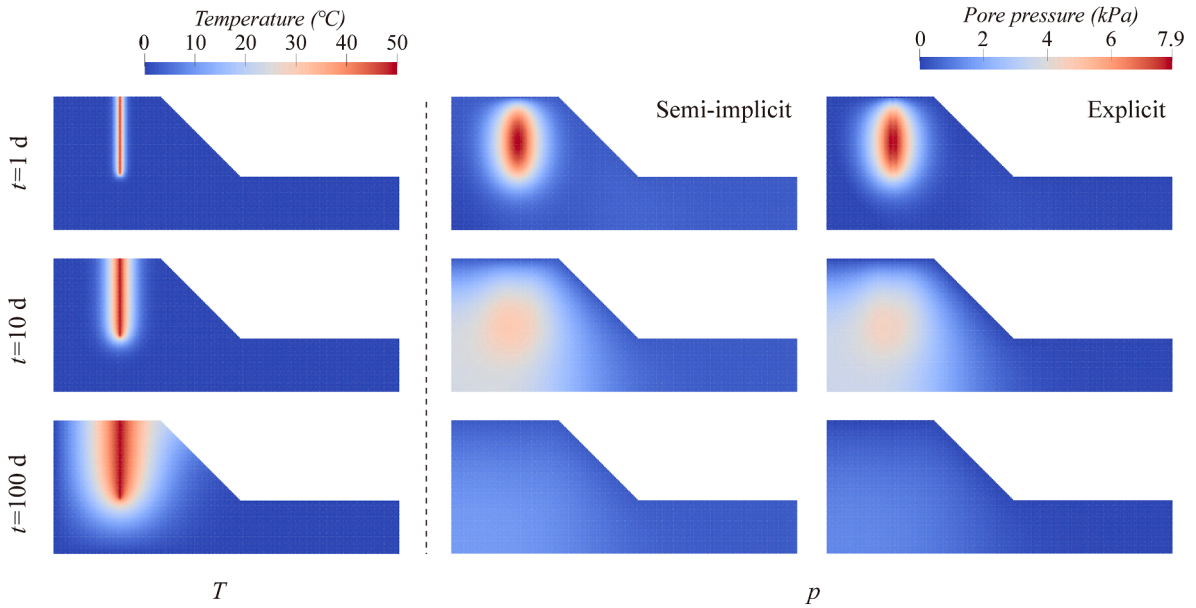 Temperature (℃)
0 10 20 30 40 50
Pore pressure (kPa)
0 2 4 6 7.9
t=1 d
Semi-implicit
Explicit
t=10 d
t=100 d
T
p